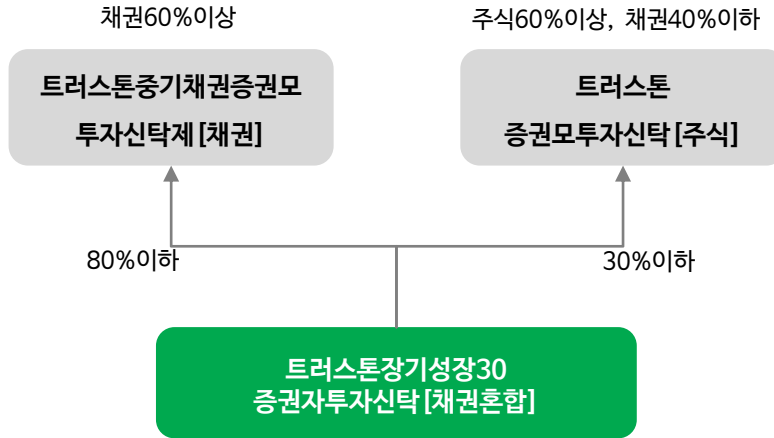 채권60%이상
주식60%이상, 채권40%이하
트러스톤중기채권증권모
투자신탁제[채권]
트러스톤
증권모투자신탁[주식]
80%이하
30%이하
트러스톤장기성장30
증권자투자신탁[채권혼합]